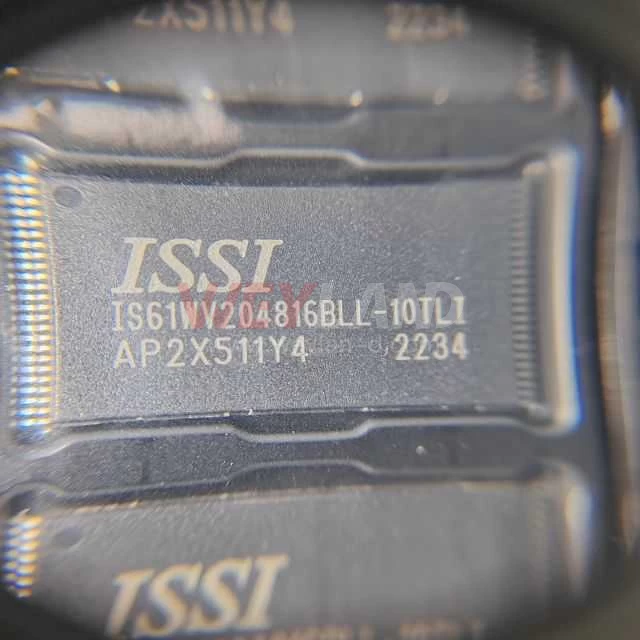 2X511Y4 2234
ISSI
IS61WV204816BLL-10TLI
AP2X511Y4 2234
ISSI